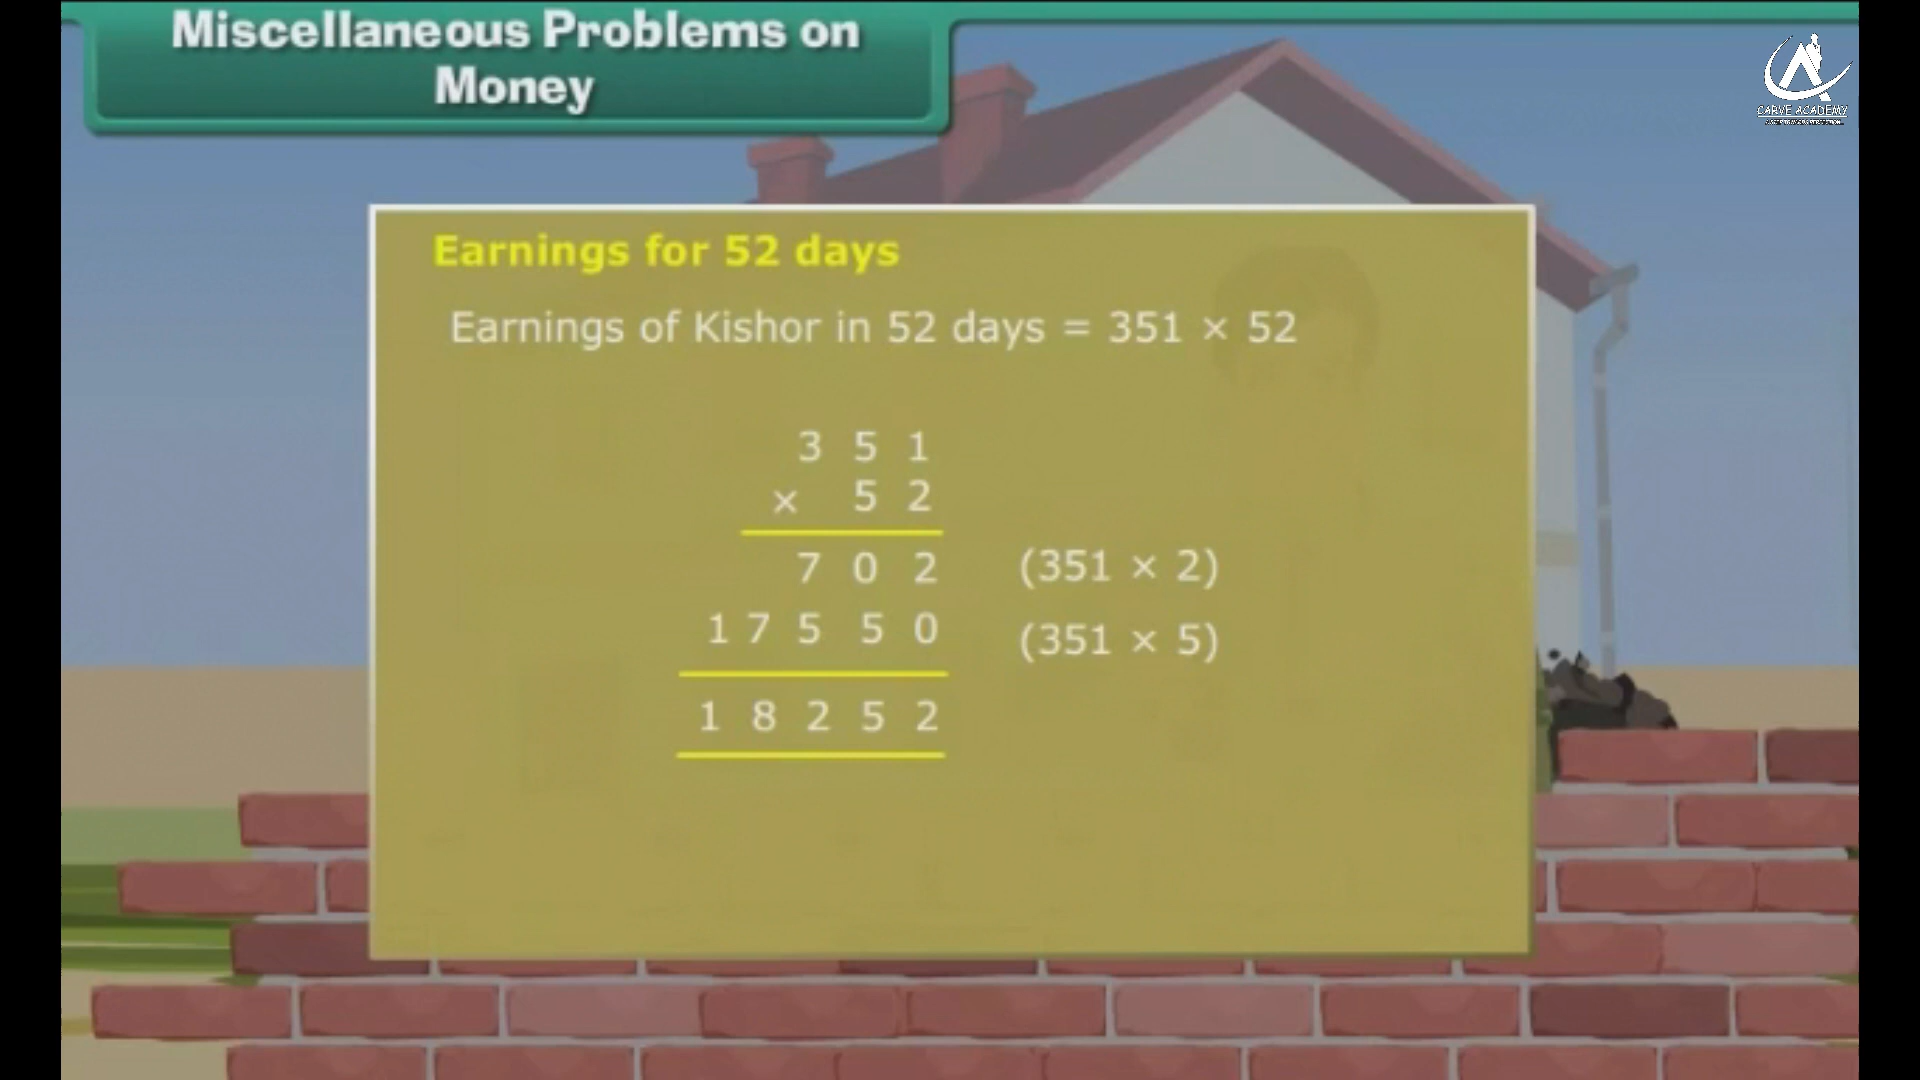 Miscellaneous Problems on
Money
CARVE ACADEMY
Earnings for 52 days
Earnings of Kishor in 52 days = 351 × 52
3 5 1
× 5 2
7 0 2 (351 × 2)
1 7 5 5 0 (351 × 5)
1 8 2 5 2